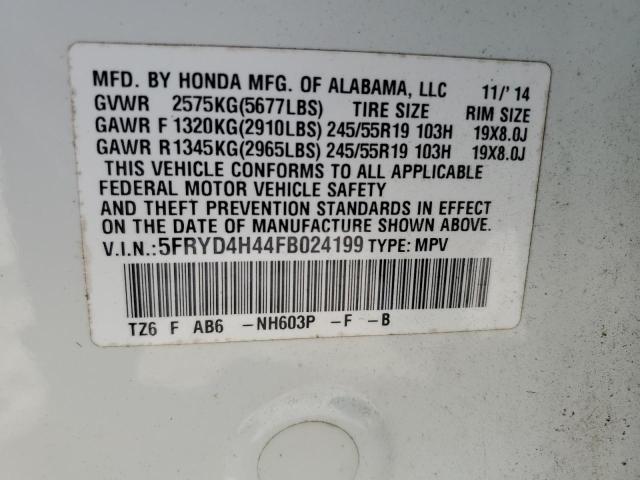 MFD. BY HONDA MFG. OF ALABAMA, LLC 11/'14
GVWR 2575KG(5677LBS) TIRE SIZE RIM SIZE
GAWR F 1320KG(2910LBS) 245/55R19 103H 19X8.0J
GAWR R1345KG(2965LBS) 245/55R19 103H 19X8.0J
THIS VEHICLE CONFORMS TO ALL APPLICABLE
FEDERAL MOTOR VEHICLE SAFETY
AND THEFT PREVENTION STANDARDS IN EFFECT
ON THE DATE OF MANUFACTURE SHOWN ABOVE.
V.I.N.:5FRYD4H44FB024199 TYPE: MPV
TZ6 F AB6 -NH603P -F -B